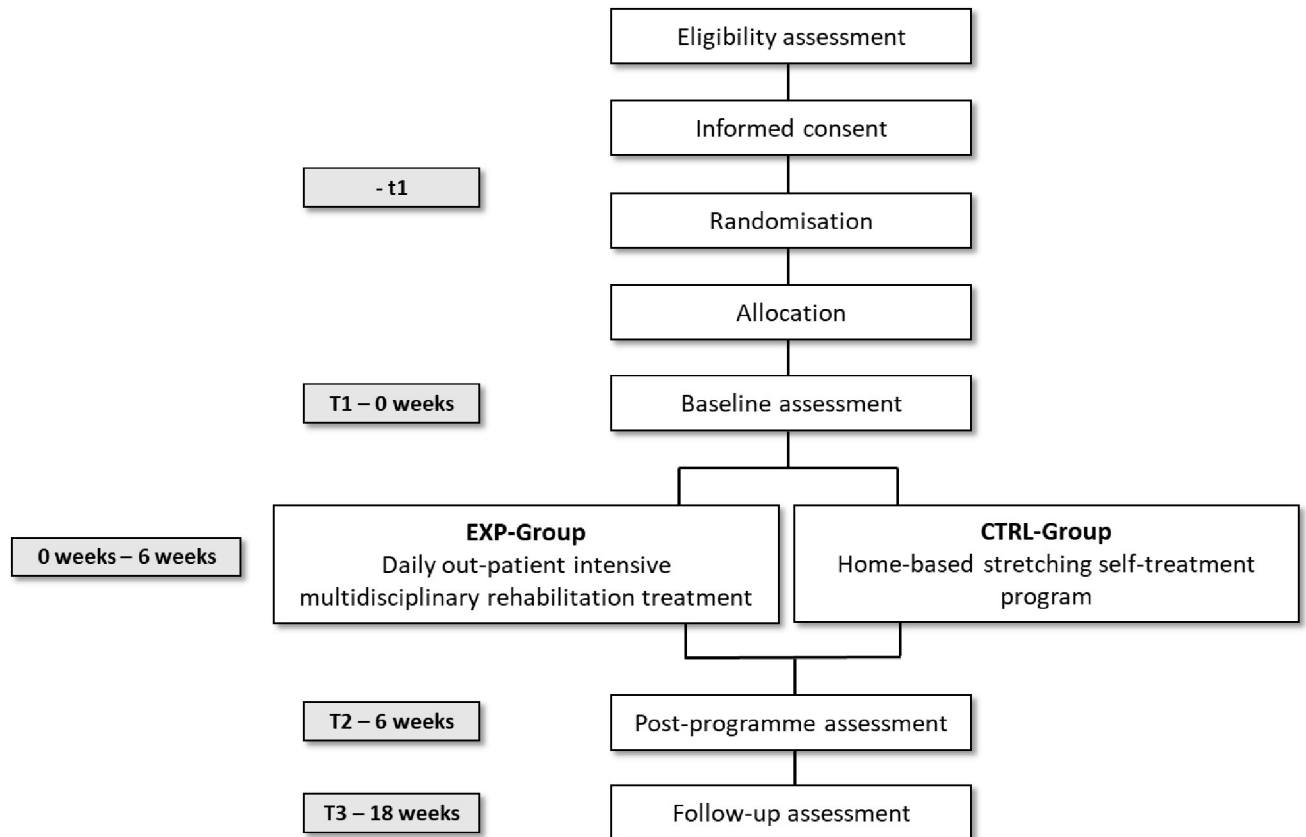 Eligibility assessment
Informed consent
- t1
Randomisation
Allocation
T1 – 0 weeks
Baseline assessment
0 weeks – 6 weeks
EXP-Group
Daily out-patient intensive
multidisciplinary rehabilitation treatment
CTRL-Group
Home-based stretching self-treatment
program
T2 – 6 weeks
Post-programme assessment
T3 – 18 weeks
Follow-up assessment